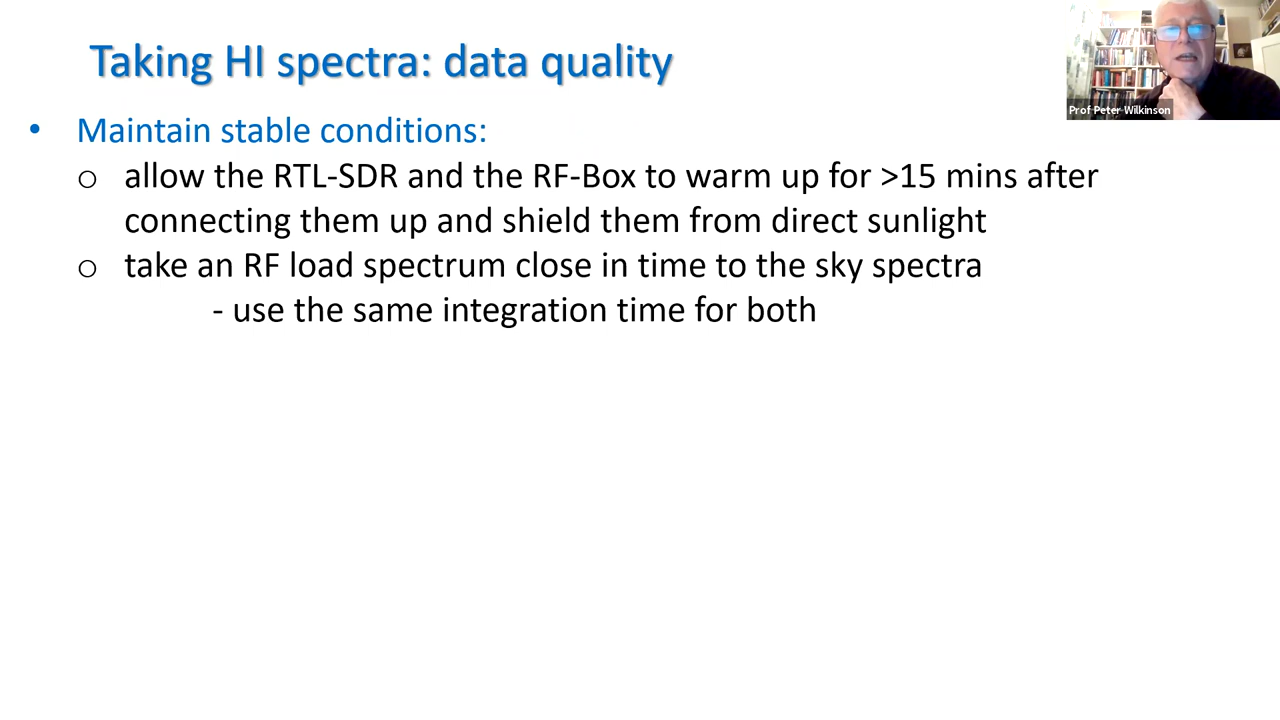 Taking HI spectra: data quality
Prof Peter Wilkinson
• Maintain stable conditions:
o allow the RTL-SDR and the RF-Box to warm up for >15 mins after
connecting them up and shield them from direct sunlight
o take an RF load spectrum close in time to the sky spectra
- use the same integration time for both